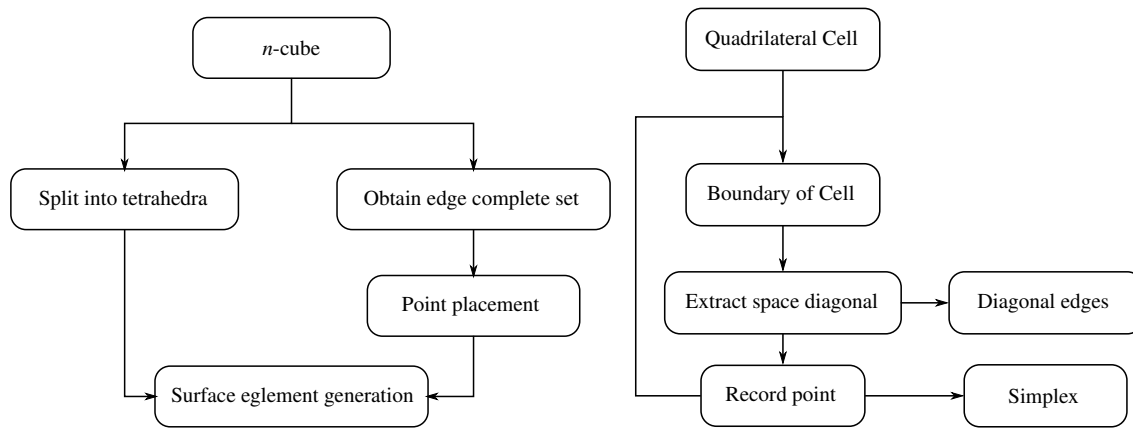 n-cube
Split into tetrahedra
Obtain edge complete set
Point placement
Surface eglement generation
Quadrilateral Cell
Boundary of Cell
Extract space diagonal
Diagonal edges
Record point
Simplex